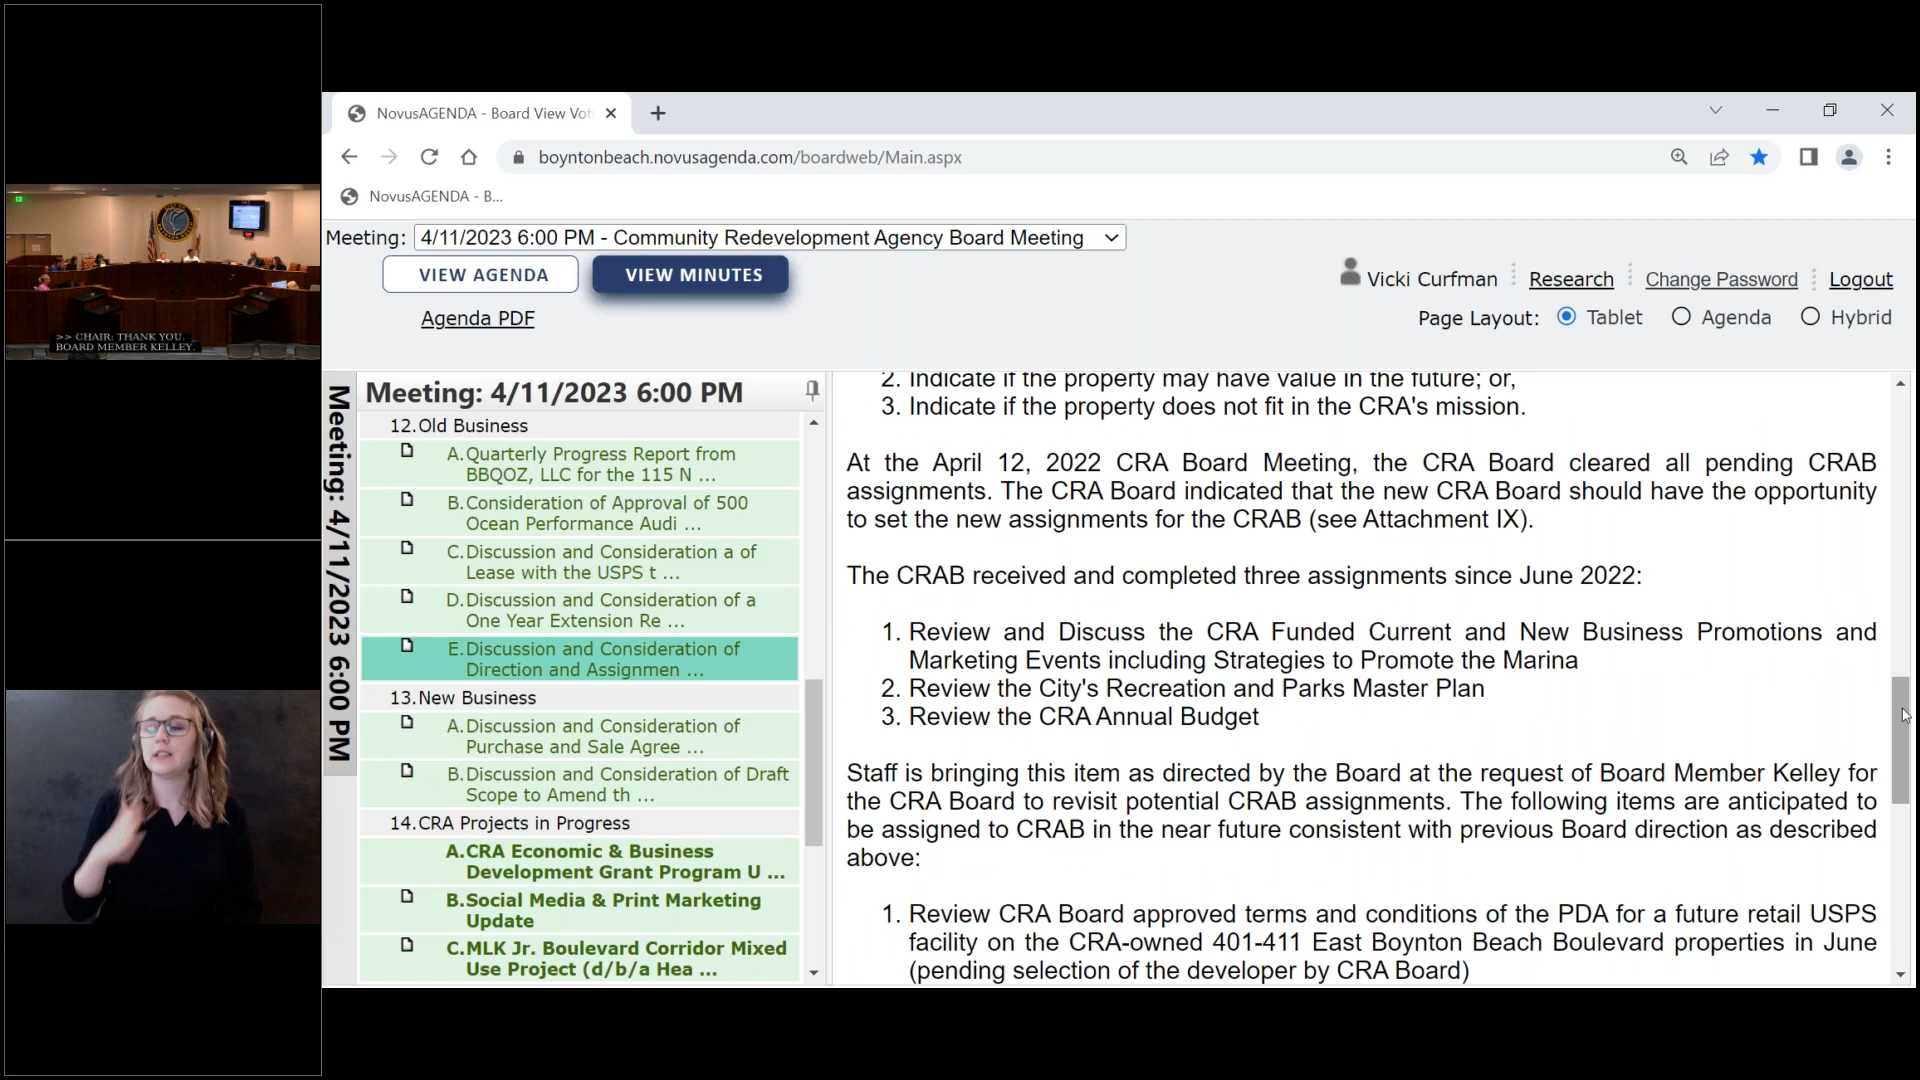 NovusAGENDA - Board View Voti
boyntonbeach.novusagenda.com/boardweb/Main.aspx
NovusAGENDA - B...
Meeting: 4/11/2023 6:00 PM - Community Redevelopment Agency Board Meeting
VIEW AGENDA
VIEW MINUTES
Agenda PDF
Vicki Curfman
Research
Change Password
Logout
Page Layout: Tablet Agenda Hybrid
>> CHAIR: THANK YOU.
BOARD MEMBER KELLEY.
Meeting: 4/11/2023 6:00 PM
Meeting: 4/11/2023 6:00 PM
12.Old Business
A.Quarterly Progress Report from
BBQOZ, LLC for the 115 N ...
B.Consideration of Approval of 500
Ocean Performance Audi ...
C.Discussion and Consideration a of
Lease with the USPS t ...
D.Discussion and Consideration of a
One Year Extension Re ...
E.Discussion and Consideration of
Direction and Assignmen ...
13.New Business
A.Discussion and Consideration of
Purchase and Sale Agree ...
B.Discussion and Consideration of Draft
Scope to Amend th ...
14.CRA Projects in Progress
A.CRA Economic & Business
Development Grant Program U ...
B.Social Media & Print Marketing
Update
C.MLK Jr. Boulevard Corridor Mixed
Use Project (d/b/a Hea ...
2. Indicate if the property may have value in the future; or,
3. Indicate if the property does not fit in the CRA's mission.
At the April 12, 2022 CRA Board Meeting, the CRA Board cleared all pending CRAB
assignments. The CRA Board indicated that the new CRA Board should have the opportunity
to set the new assignments for the CRAB (see Attachment IX).
The CRAB received and completed three assignments since June 2022:
1. Review and Discuss the CRA Funded Current and New Business Promotions and
Marketing Events including Strategies to Promote the Marina
2. Review the City's Recreation and Parks Master Plan
3. Review the CRA Annual Budget
Staff is bringing this item as directed by the Board at the request of Board Member Kelley for
the CRA Board to revisit potential CRAB assignments. The following items are anticipated to
be assigned to CRAB in the near future consistent with previous Board direction as described
above:
1. Review CRA Board approved terms and conditions of the PDA for a future retail USPS
facility on the CRA-owned 401-411 East Boynton Beach Boulevard properties in June
(pending selection of the developer by CRA Board)